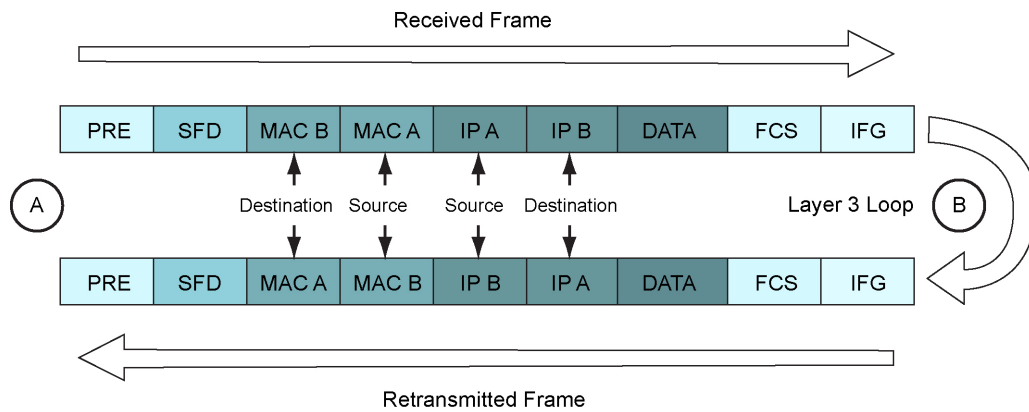 Received Frame
PRE SFD MAC B MAC A IP A IP B DATA FCS IFG
A Destination Source Source Destination Layer 3 Loop B
PRE SFD MAC A MAC B IP B IP A DATA FCS IFG
Retransmitted Frame